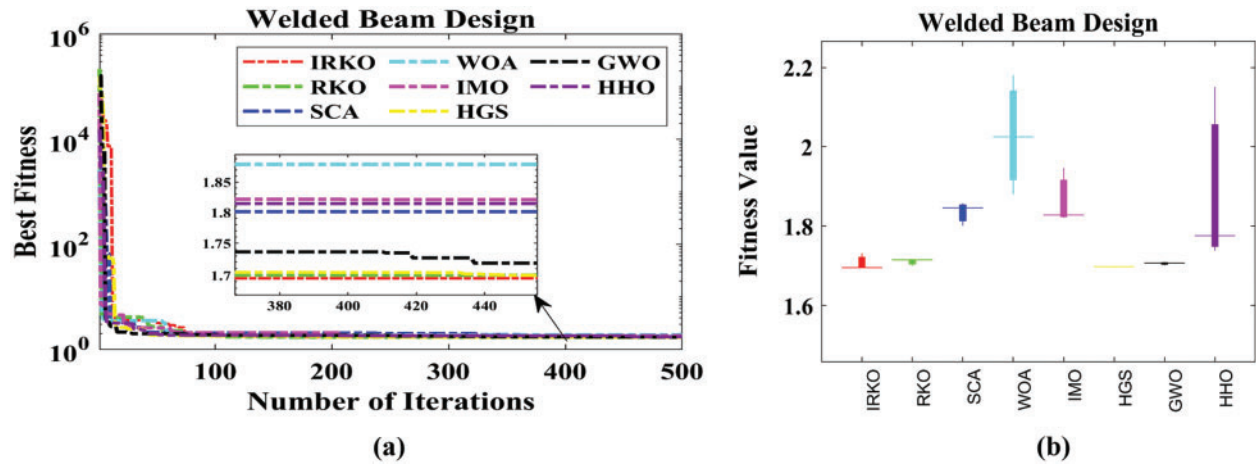 Welded Beam Design
10^6
10^4
10^2
10^0
Best Fitness
IRKO WOA GWO
RKO IMO HHO
SCA HGS
1.85
1.8
1.75
1.7
380 400 420 440
100 200 300 400 500
Number of Iterations
(a)
Welded Beam Design
2.2
2
1.8
1.6
Fitness Value
IRKO
RKO
SCA
WOA
IMO
HGS
GWO
HHO
(b)